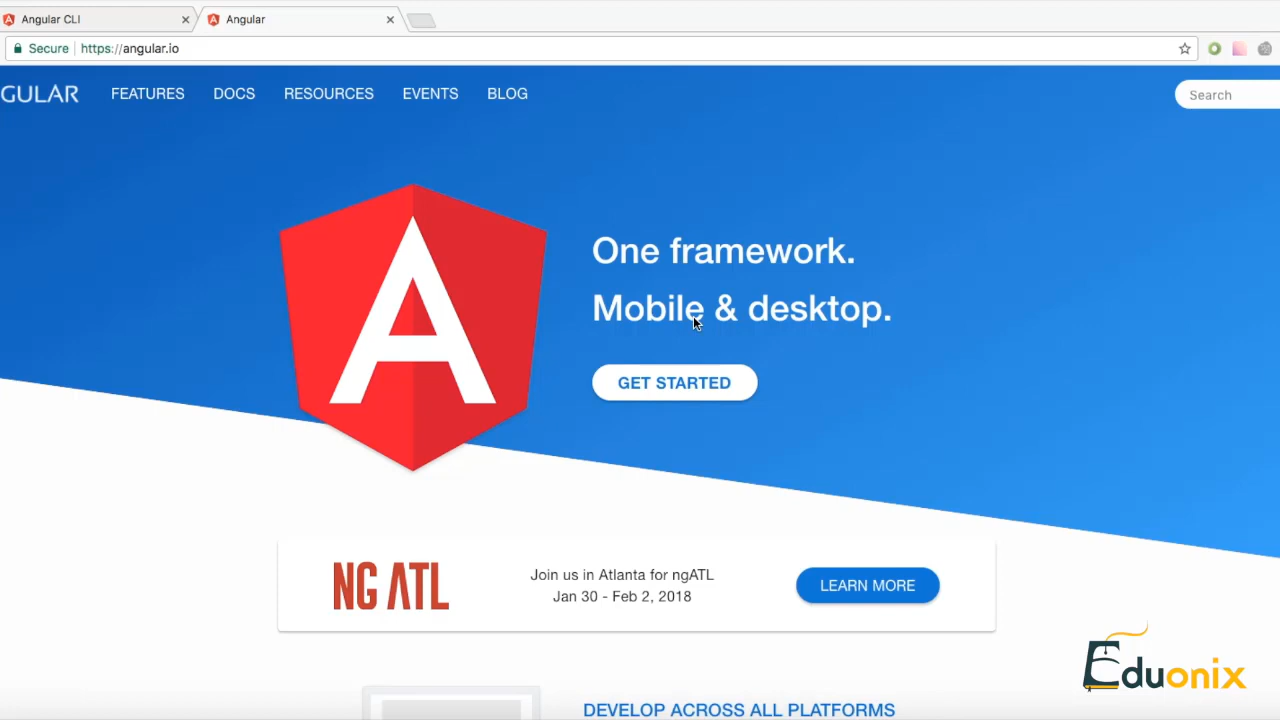 Angular CLI
Angular
Secure https://angular.io
GULAR FEATURES DOCS RESOURCES EVENTS BLOG
Search
One framework.
Mobile & desktop.
GET STARTED
NG ATL
Join us in Atlanta for ngATL
Jan 30 - Feb 2, 2018
LEARN MORE
Eduonix
DEVELOP ACROSS ALL PLATFORMS